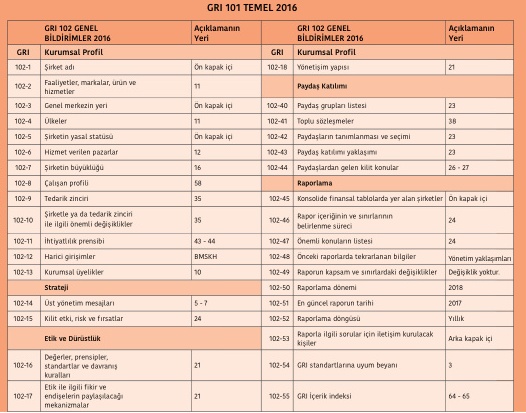 GRI 101 TEMEL 2016
GRI 102 GENEL
BİLDİRİMLER 2016
Açıklamanın
Yeri
GRI Kurumsal Profil
102-1 Şirket adı Ön kapak içi
102-2 Faaliyetler, markalar, ürün ve
hizmetler 11
102-3 Genel merkezin yeri Ön kapak içi
102-4 Ülkeler 11
102-5 Şirketin yasal statüsü Ön kapak içi
102-6 Hizmet verilen pazarlar 12
102-7 Şirketin büyüklüğü 16
102-8 Çalışan profili 58
102-9 Tedarik zinciri 35
102-10 Şirketle ya da tedarik zinciri
ile ilgili önemli değişiklikler 35
102-11 İhtiyatlılık prensibi 43 - 44
102-12 Harici girişimler BMSKH
102-13 Kurumsal üyelikler 10
Strateji
102-14 Üst yönetim mesajları 5 - 7
102-15 Kilit etki, risk ve fırsatlar 24
Etik ve Dürüstlük
102-16 Değerler, prensipler,
standartlar ve davranış
kuralları 21
102-17 Etik ile ilgili fikir ve
endişelerin paylaşılacağı
mekanizmalar 21
GRI 102 GENEL
BİLDİRİMLER 2016
Açıklamanın
Yeri
GRI Kurumsal Profil
102-18 Yönetişim yapısı 21
Paydaş Katılımı
102-40 Paydaş grupları listesi 23
102-41 Toplu sözleşmeler 38
102-42 Paydaşların tanımlanması ve seçimi 23
102-43 Paydaş katılımı yaklaşımı 23
102-44 Paydaşlardan gelen kilit konular 26 - 27
Raporlama
102-45 Konsolide finansal tablolarda yer alan şirketler Ön kapak içi
102-46 Rapor içeriğinin ve sınırlarının
belirlenme süreci 24
102-47 Önemli konuların listesi 24
102-48 Önceki raporlarda tekrarlanan bilgiler Yönetim yaklaşımları
102-49 Raporun kapsam ve sınırlardaki değişiklikler Değişiklik yoktur.
102-50 Raporlama dönemi 2018
102-51 En güncel raporun tarihi 2017
102-52 Raporlama döngüsü Yıllık
102-53 Raporla ilgili sorular için iletişim kurulacak
kişiler Arka kapak içi
102-54 GRI standartlarına uyum beyanı 3
102-55 GRI İçerik indeksi 64 - 65